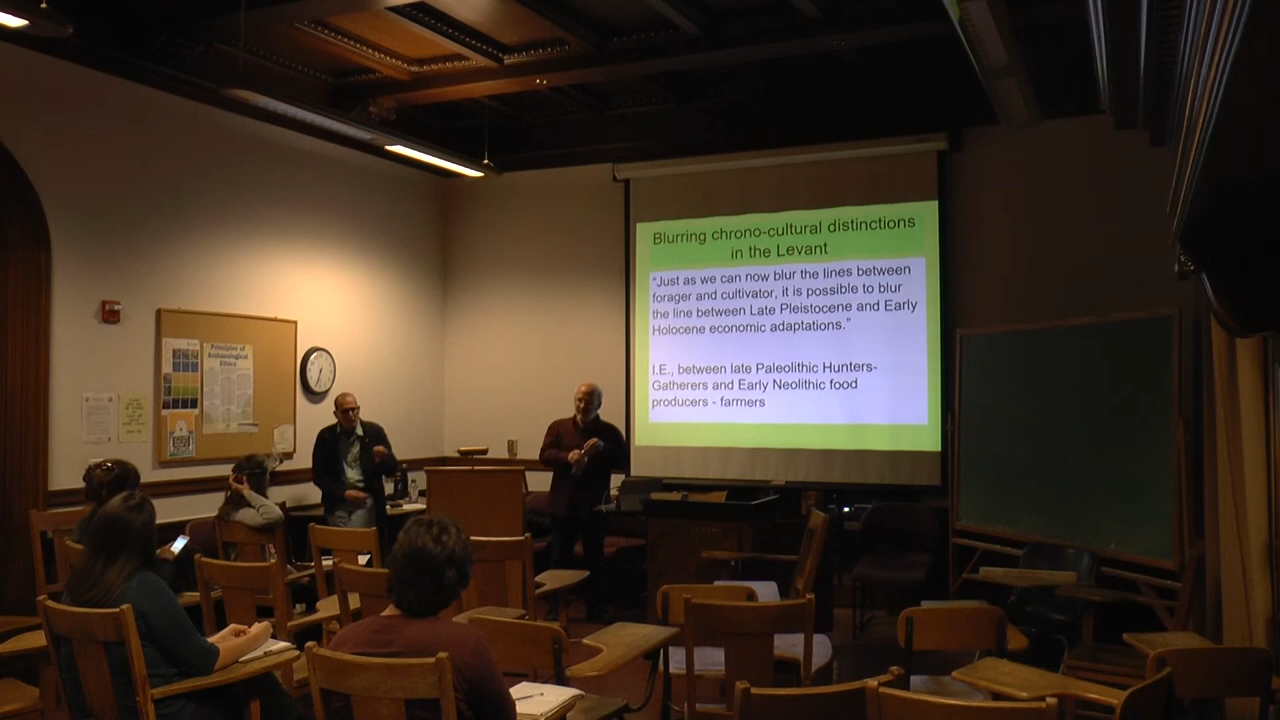 Blurring chrono-cultural distinctions
in the Levant
“Just as we can now blur the lines between
forager and cultivator, it is possible to blur
the line between Late Pleistocene and Early
Holocene economic adaptations.”
I.E., between late Paleolithic Hunters-
Gatherers and Early Neolithic food
producers - farmers
Principles of
Archaeological
Ethics